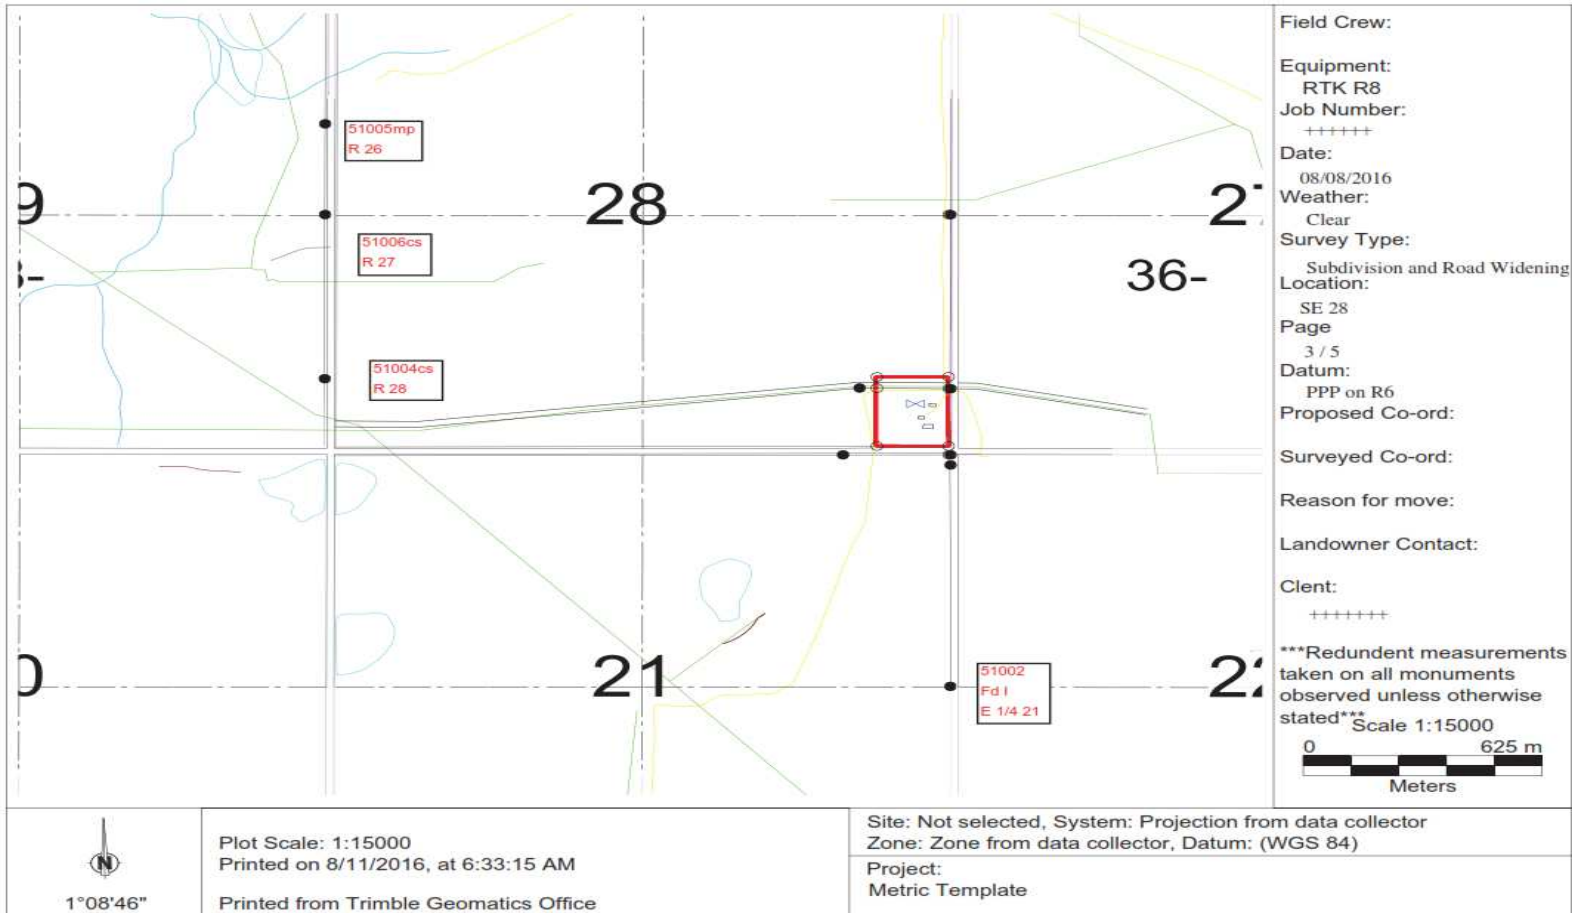 51005mp
R 26
9
28
51006cs
R 27
36-
51004cs
R 28
21
51002
Fd I
E 1/4 21
Field Crew:
Equipment:
RTK R8
Job Number:
++++++
Date:
08/08/2016
Weather:
Clear
Survey Type:
Subdivision and Road Widening
Location:
SE 28
Page
3 / 5
Datum:
PPP on R6
Proposed Co-ord:
Surveyed Co-ord:
Reason for move:
Landowner Contact:
Clent:
+++++++
***Redundent measurements
taken on all monuments
observed unless otherwise
stated***
Scale 1:15000
0 625 m
Meters
N
1°08'46"
Plot Scale: 1:15000
Printed on 8/11/2016, at 6:33:15 AM
Printed from Trimble Geomatics Office
Site: Not selected, System: Projection from data collector
Zone: Zone from data collector, Datum: (WGS 84)
Project:
Metric Template